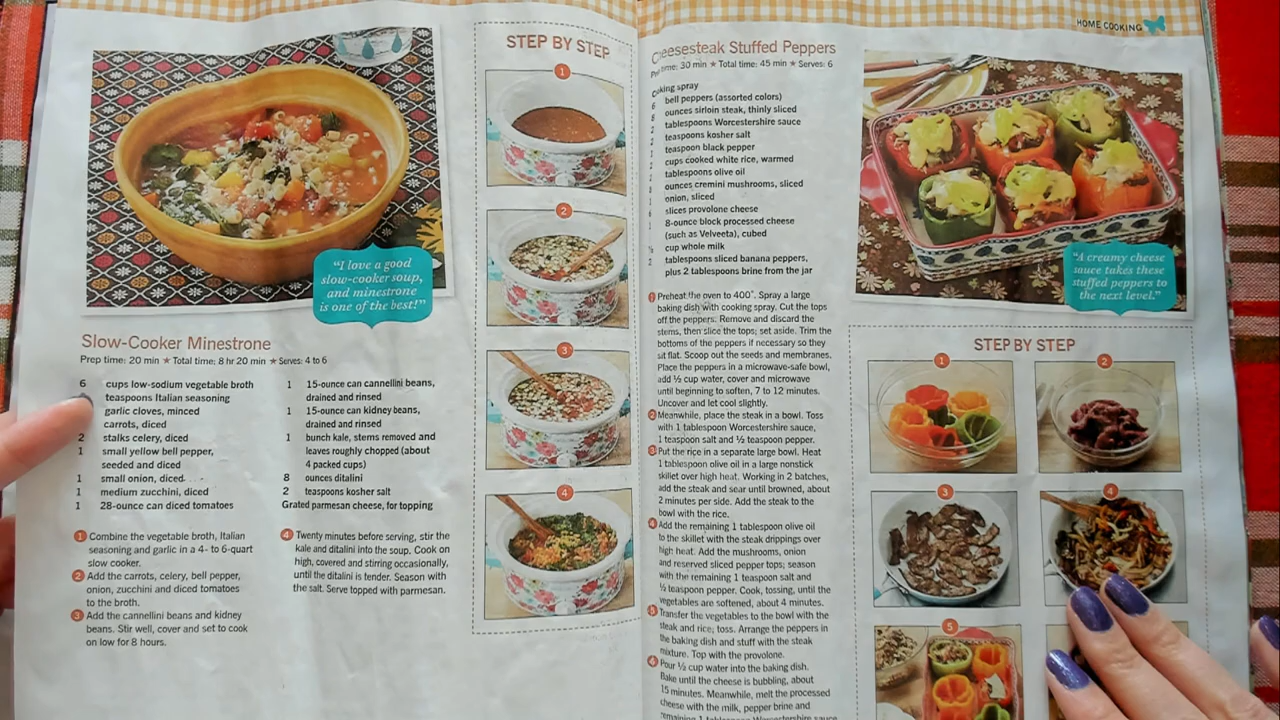 STEP BY STEP
1
2
3
4
"I love a good
slow-cooker soup,
and minestrone
is one of the best!"
Slow-Cooker Minestrone
Prep time: 20 min ★ Total time: 8 hr 20 min ★ Serves: 4 to 6
6 cups low-sodium vegetable broth
teaspoons Italian seasoning
garlic cloves, minced
carrots, diced
2 stalks celery, diced
1 small yellow bell pepper,
seeded and diced
1 small onion, diced
1 medium zucchini, diced
1 28-ounce can diced tomatoes
1 15-ounce can cannellini beans,
drained and rinsed
1 15-ounce can kidney beans,
drained and rinsed
1 bunch kale, stems removed and
leaves roughly chopped (about
4 packed cups)
8 ounces ditalini
2 teaspoons kosher salt
Grated parmesan cheese, for topping
1 Combine the vegetable broth, Italian
seasoning and garlic in a 4- to 6-quart
slow cooker.
2 Add the carrots, celery, bell pepper,
onion, zucchini and diced tomatoes
to the broth.
3 Add the cannellini beans and kidney
beans. Stir well, cover and set to cook
on low for 8 hours.
4 Twenty minutes before serving, stir the
kale and ditalini into the soup. Cook on
high, covered and stirring occasionally,
until the ditalini is tender. Season with
the salt. Serve topped with parmesan.
HOME COOKING
Cheesesteak Stuffed Peppers
Prep time: 30 min ★ Total time: 45 min ★ Serves: 6
Cooking spray
6 bell peppers (assorted colors)
8 ounces sirloin steak, thinly sliced
2 tablespoons Worcestershire sauce
2 teaspoons kosher salt
1 teaspoon black pepper
cups cooked white rice, warmed
2 tablespoons olive oil
8 ounces cremini mushrooms, sliced
1 onion, sliced
6 slices provolone cheese
1 8-ounce block processed cheese
(such as Velveeta), cubed
cup whole milk
2 tablespoons sliced banana peppers,
plus 2 tablespoons brine from the jar
1 Preheat the oven to 400°. Spray a large
baking dish with cooking spray. Cut the tops
off the peppers. Remove and discard the
stems, then slice the tops; set aside. Trim the
bottoms of the peppers if necessary so they
sit flat. Scoop out the seeds and membranes.
Place the peppers in a microwave-safe bowl,
add ½ cup water, cover and microwave
until beginning to soften, 7 to 12 minutes.
Uncover and let cool slightly.
2 Meanwhile, place the steak in a bowl. Toss
with 1 tablespoon Worcestershire sauce,
1 teaspoon salt and ½ teaspoon pepper.
3 Put the rice in a separate large bowl. Heat
1 tablespoon olive oil in a large nonstick
skillet over high heat. Working in 2 batches,
add the steak and sear until browned, about
2 minutes per side. Add the steak to the
bowl with the rice.
4 Add the remaining 1 tablespoon olive oil
to the skillet with the steak drippings over
high heat. Add the mushrooms, onion
and reserved sliced pepper tops; season
with the remaining 1 teaspoon salt and
½ teaspoon pepper. Cook, tossing, until the
vegetables are softened, about 4 minutes.
5 Transfer the vegetables to the bowl with the
steak and rice; toss. Arrange the peppers in
the baking dish and stuff with the steak
mixture. Top with the provolone.
6 Pour ½ cup water into the baking dish.
Bake until the cheese is bubbling, about
15 minutes. Meanwhile, melt the processed
cheese with the milk, pepper brine and
remaining 1 tablespoon Worcestershire sauce
"A creamy cheese
sauce takes these
stuffed peppers to
the next level."
STEP BY STEP
1
2
3
4
5